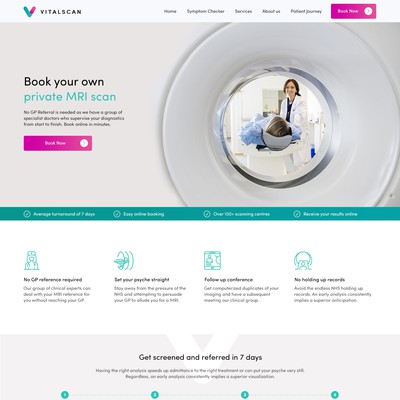 VITALSCAN
Home Symptom Checker Services About us Patient Journey Book Now
Book your own
private MRI scan
No GP Referral is needed as we have a group of
specialist doctors who supervise your diagnostics
from start to finish. Book online in minutes.
Book Now
Average turnaround of 7 days Easy online booking Over 100+ scanning centres Receive your results online
No GP reference required
Our group of clinical experts can
deal with your MRI reference for
you without reaching your GP.
Set your psyche straight
Stay away from the pressure of the
NHS and attempting to persuade
your GP to allude you for a MRI.
Follow up conference
Get computerized duplicates of your
imaging and have a subsequent
meeting our clinical group.
No holding up records
Avoid the endless NHS holding up
records. An early analysis consistently
implies a superior anticipation.
Get screened and referred in 7 days
Having the right analysis speeds up admittance to the right treatment or can put your psyche very still.
Regardless, an early analysis consistently implies a superior visualization.
1 2 3 4